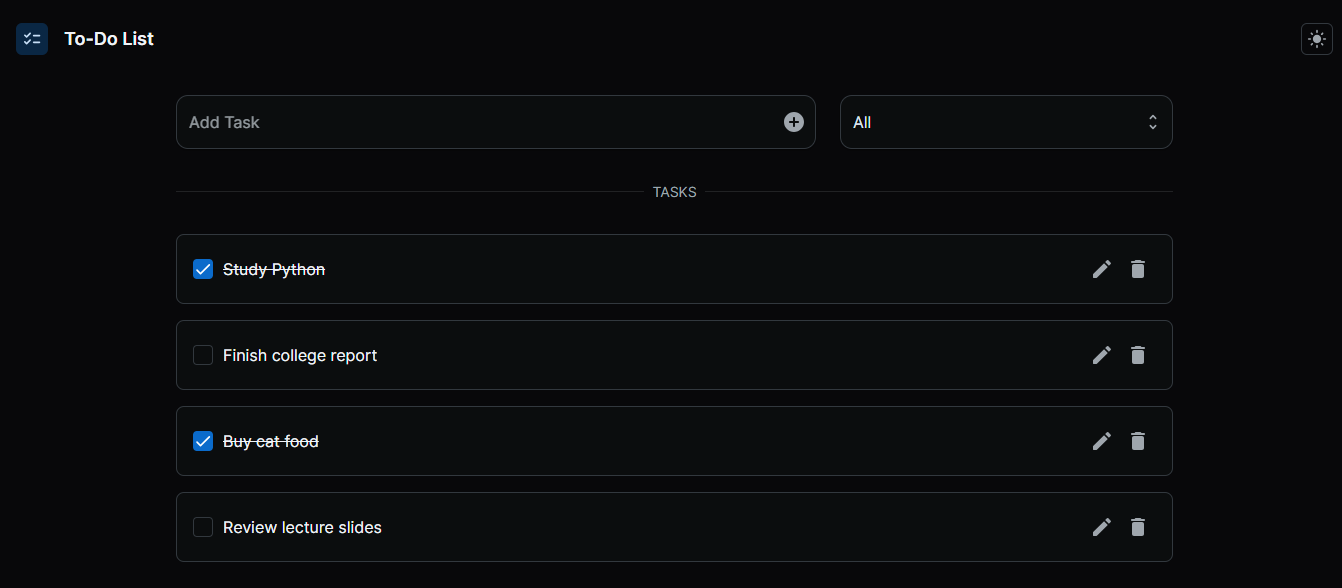 To-Do List
Add Task
All
TASKS
Study Python
Finish college report
Buy cat food
Review lecture slides